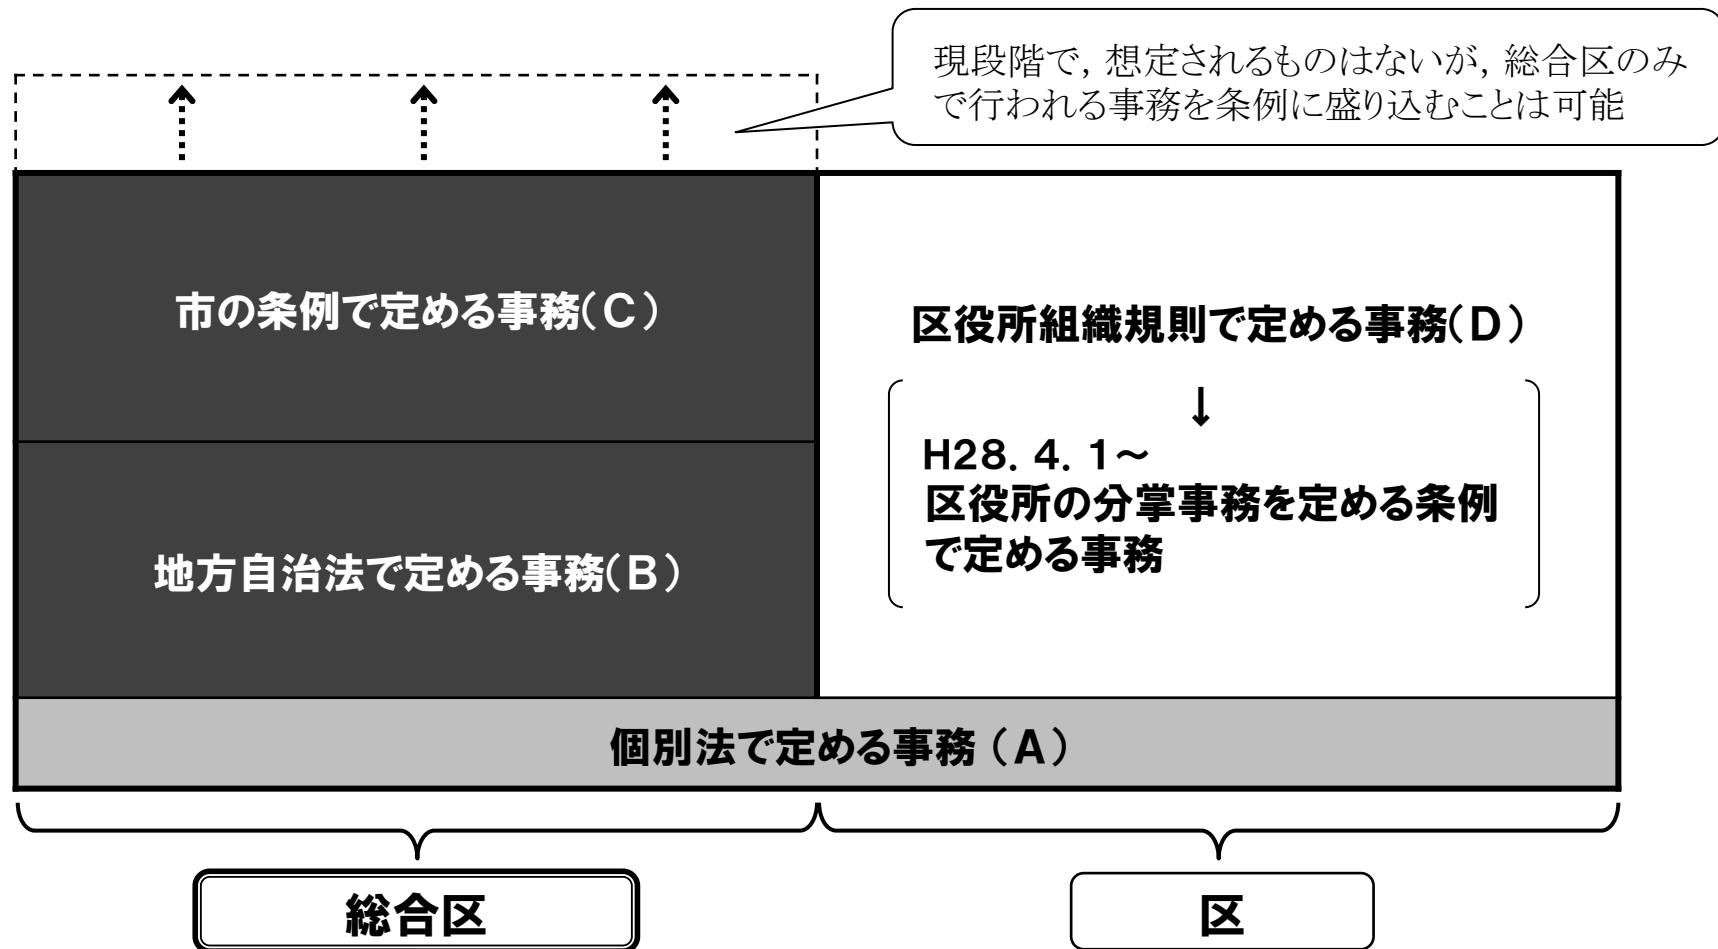 現段階で，想定されるものはないが，総合区のみ
で行われる事務を条例に盛り込むことは可能
市の条例で定める事務（Ｃ）
地方自治法で定める事務（Ｂ）
区役所組織規則で定める事務（Ｄ）
↓
H28．4．1～
区役所の分掌事務を定める条例
で定める事務
個別法で定める事務（Ａ）
総合区
区